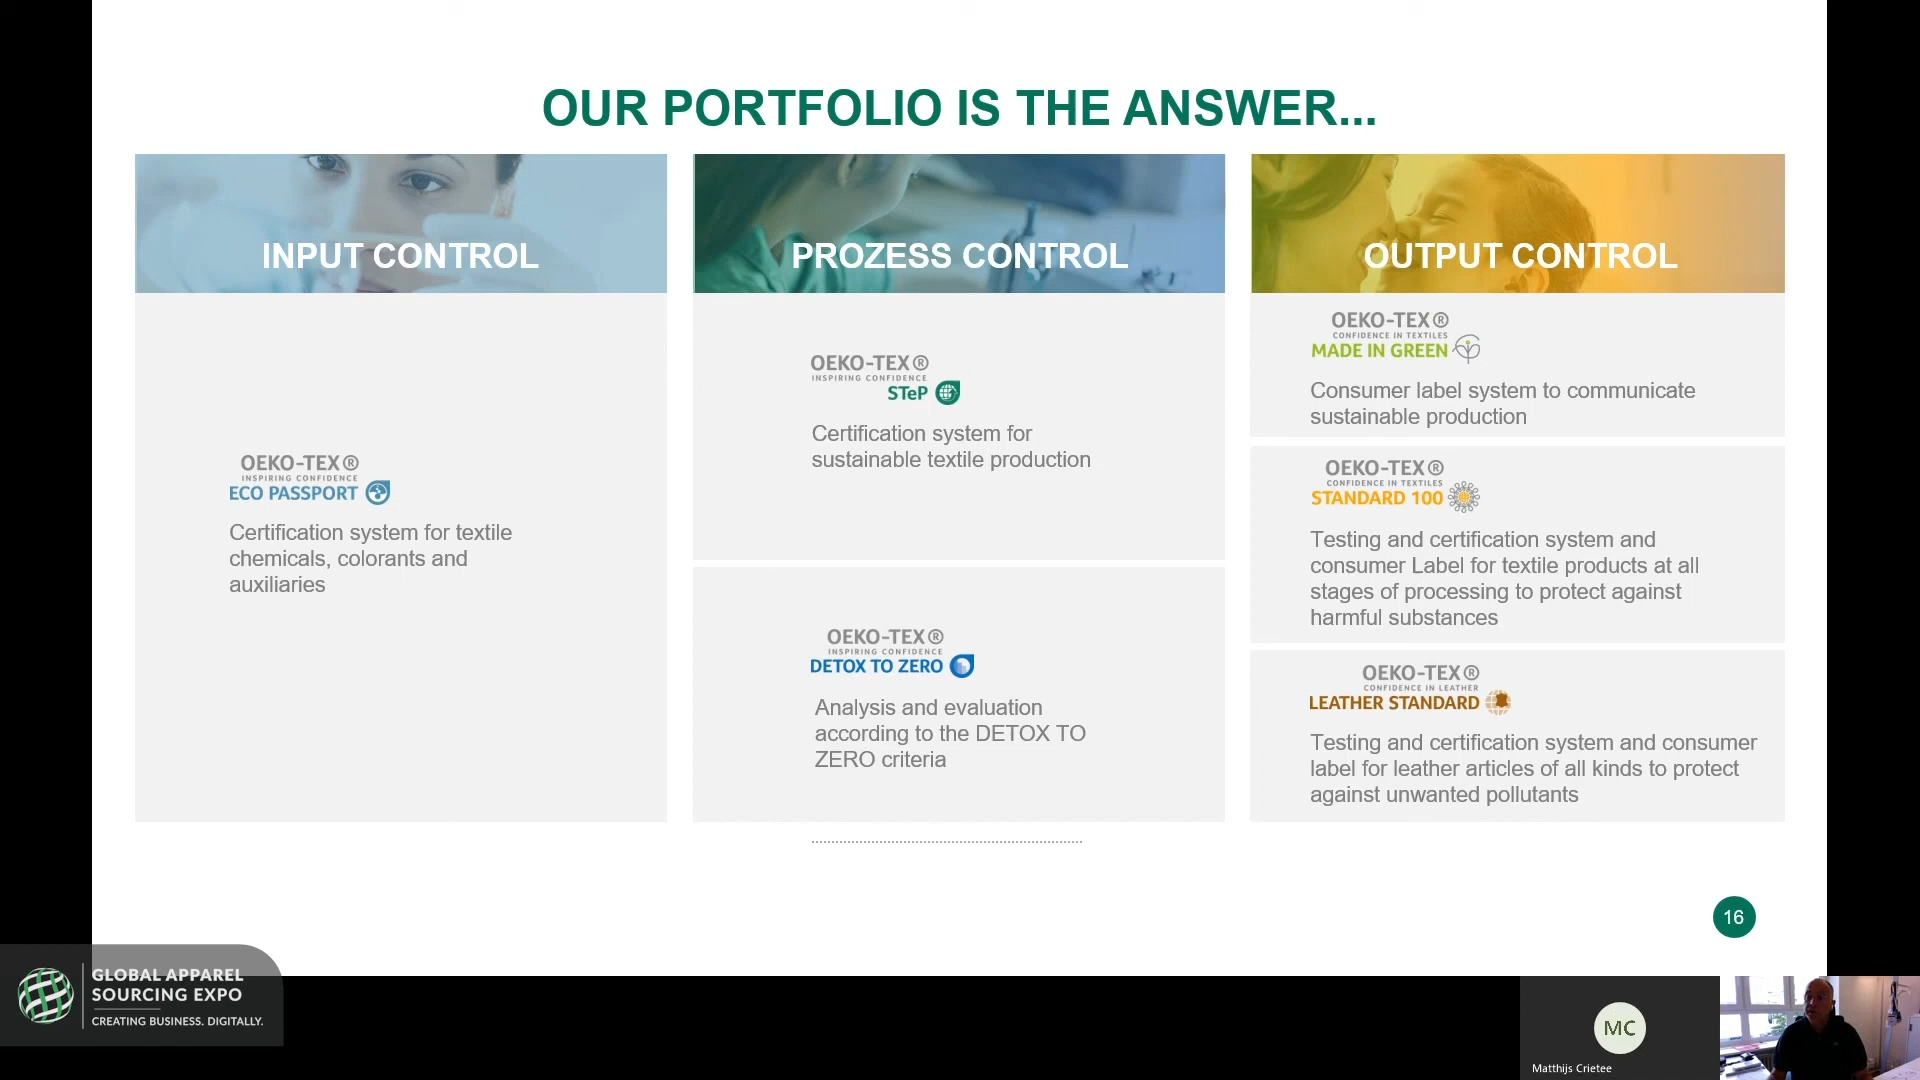 OUR PORTFOLIO IS THE ANSWER...
INPUT CONTROL
OEKO-TEX®
INSPIRING CONFIDENCE
ECO PASSPORT
Certification system for textile
chemicals, colorants and
auxiliaries
PROZESS CONTROL
OEKO-TEX®
INSPIRING CONFIDENCE
STeP
Certification system for
sustainable textile production
OEKO-TEX®
INSPIRING CONFIDENCE
DETOX TO ZERO
Analysis and evaluation
according to the DETOX TO
ZERO criteria
OUTPUT CONTROL
OEKO-TEX®
CONFIDENCE IN TEXTILES
MADE IN GREEN
Consumer label system to communicate
sustainable production
OEKO-TEX®
CONFIDENCE IN TEXTILES
STANDARD 100
Testing and certification system and
consumer Label for textile products at all
stages of processing to protect against
harmful substances
OEKO-TEX®
CONFIDENCE IN LEATHER
LEATHER STANDARD
Testing and certification system and consumer
label for leather articles of all kinds to protect
against unwanted pollutants
16
GLOBAL APPAREL
SOURCING EXPO
CREATING BUSINESS. DIGITALLY.
MC
Matthijs Crietee